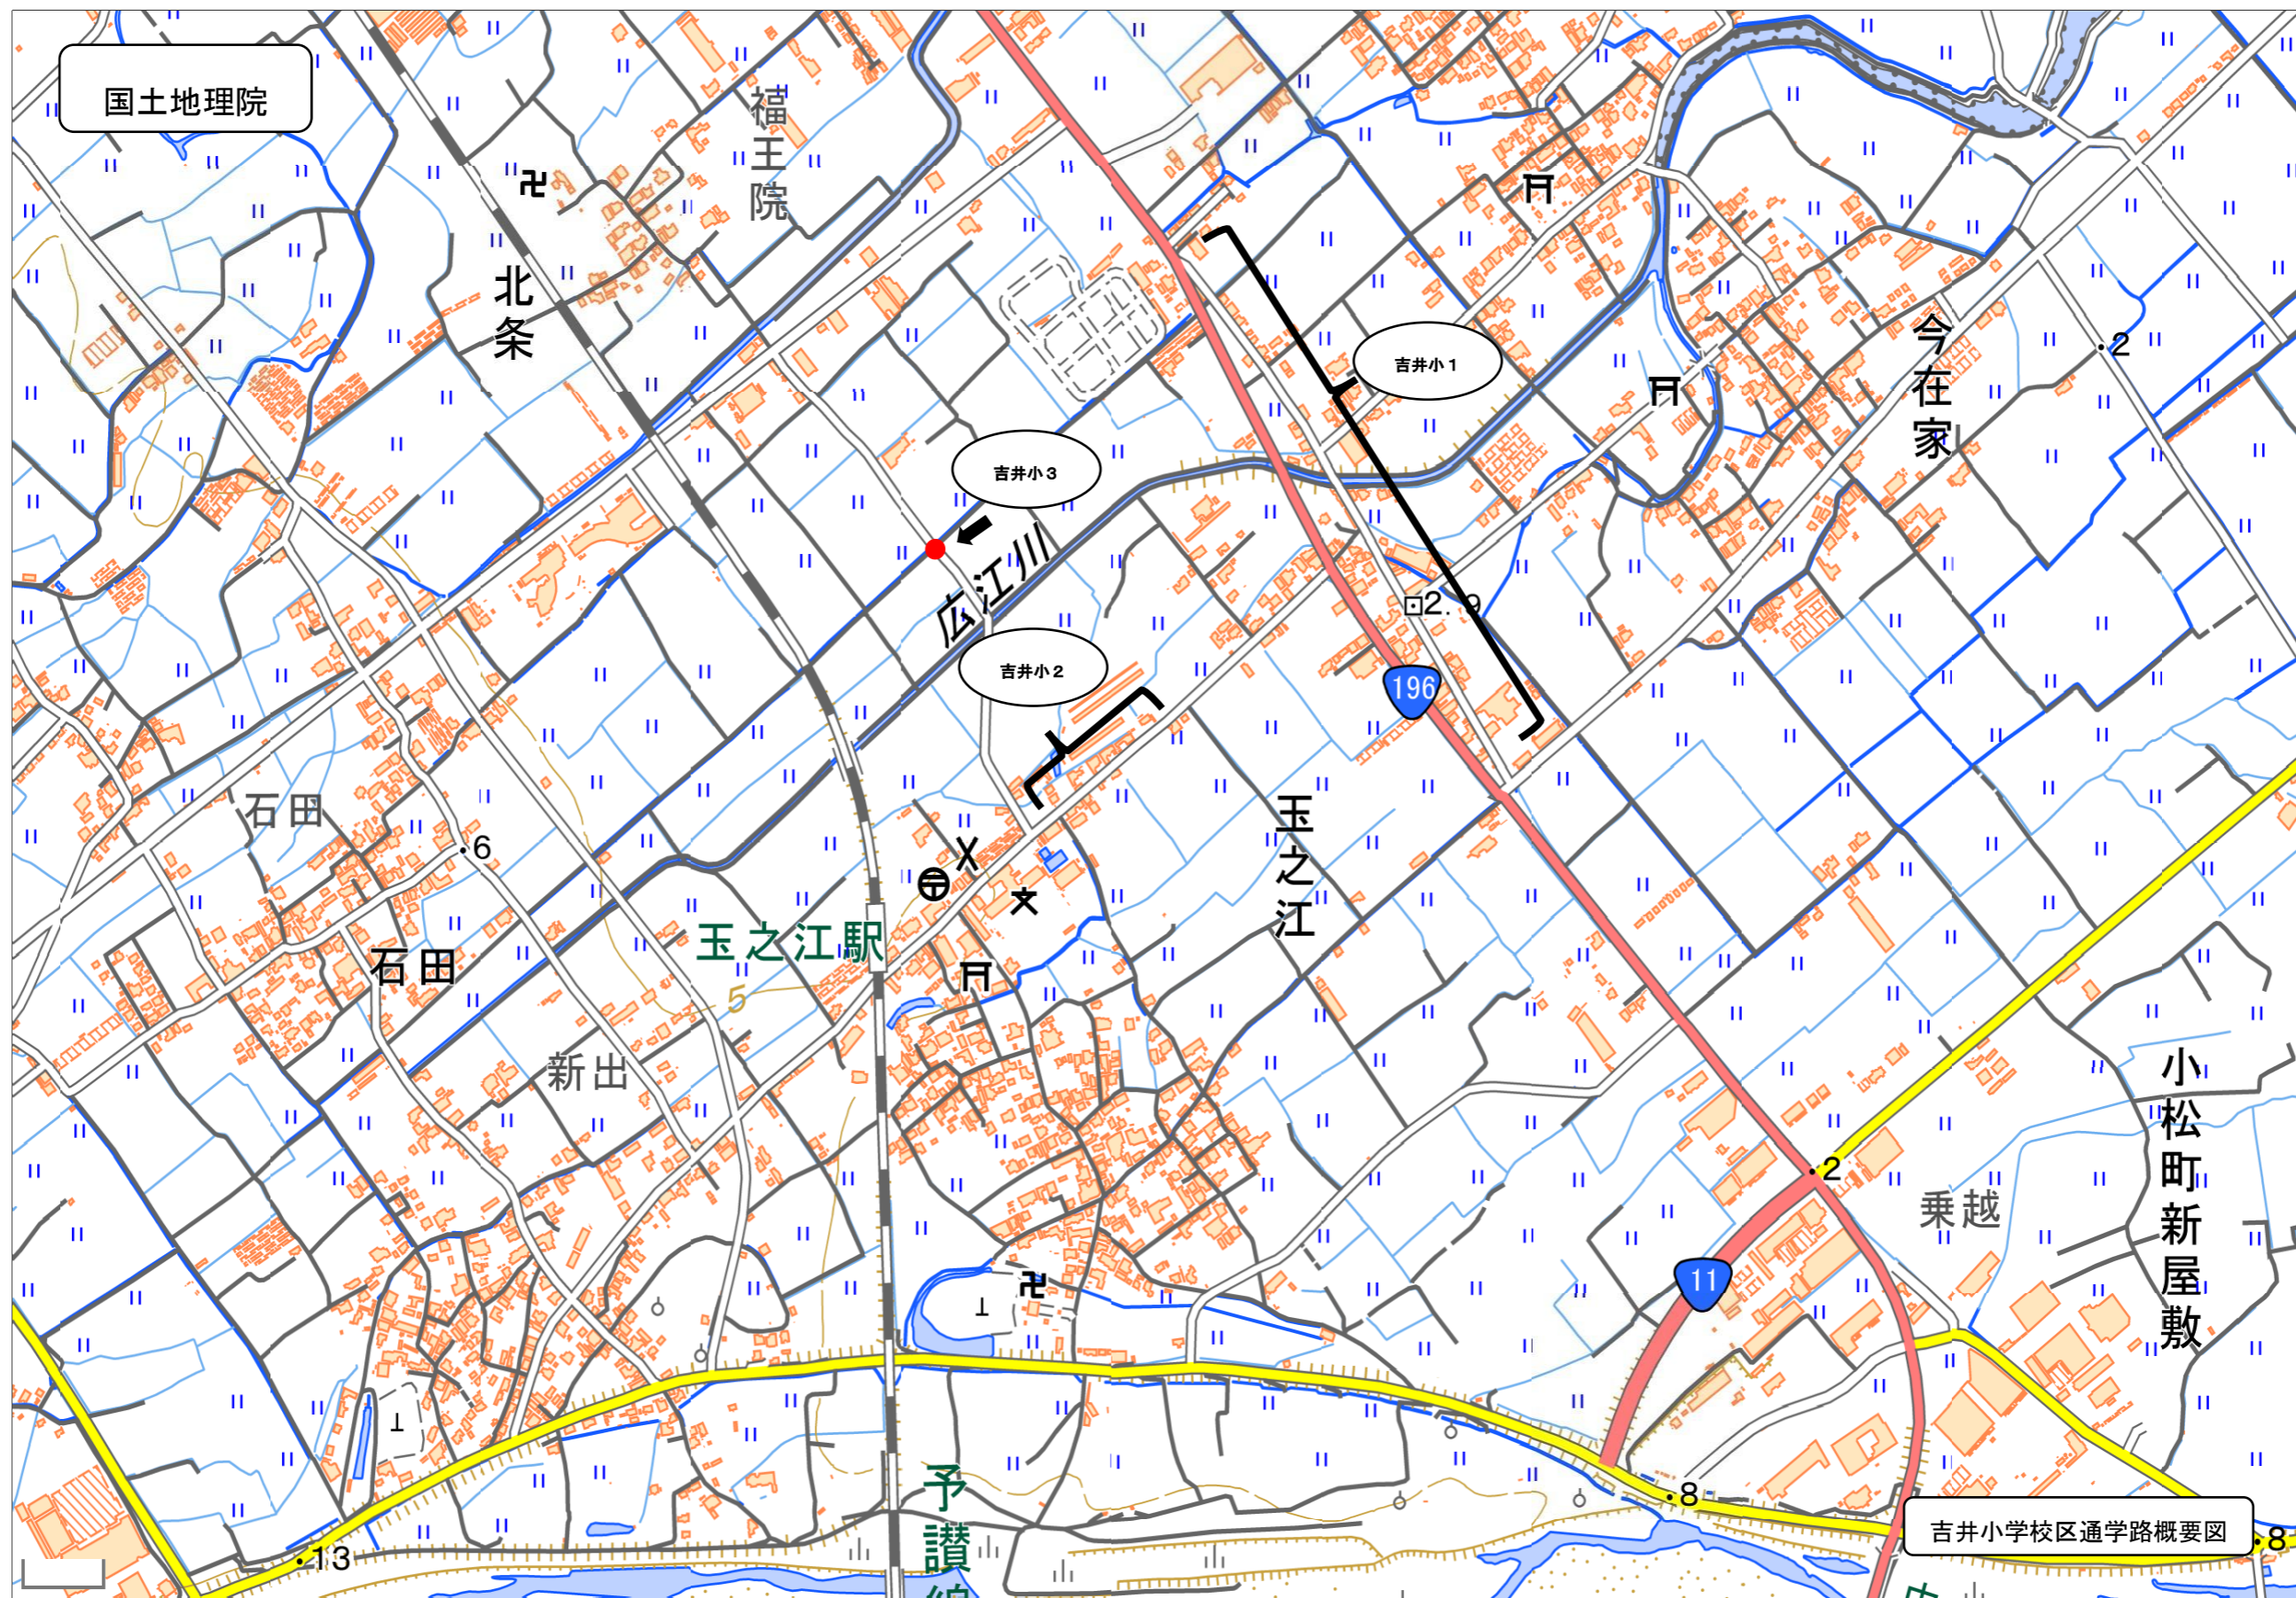 国土地理院
福王院
北条
今在家
2
吉井小1
吉井小3
広江川
2.9
吉井小2
196
石田
6
玉之江
玉之江駅
石田
5
新出
小松町新屋敷
2
乗越
11
8
予讃線
吉井小学校区通学路概要図
13
8